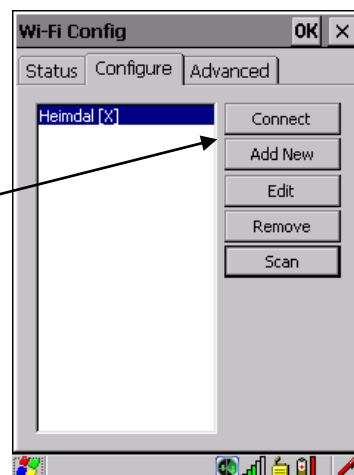 Wi-Fi Config OK ×
Status Configure Advanced
Heimdal [X]
Connect
Add New
Edit
Remove
Scan